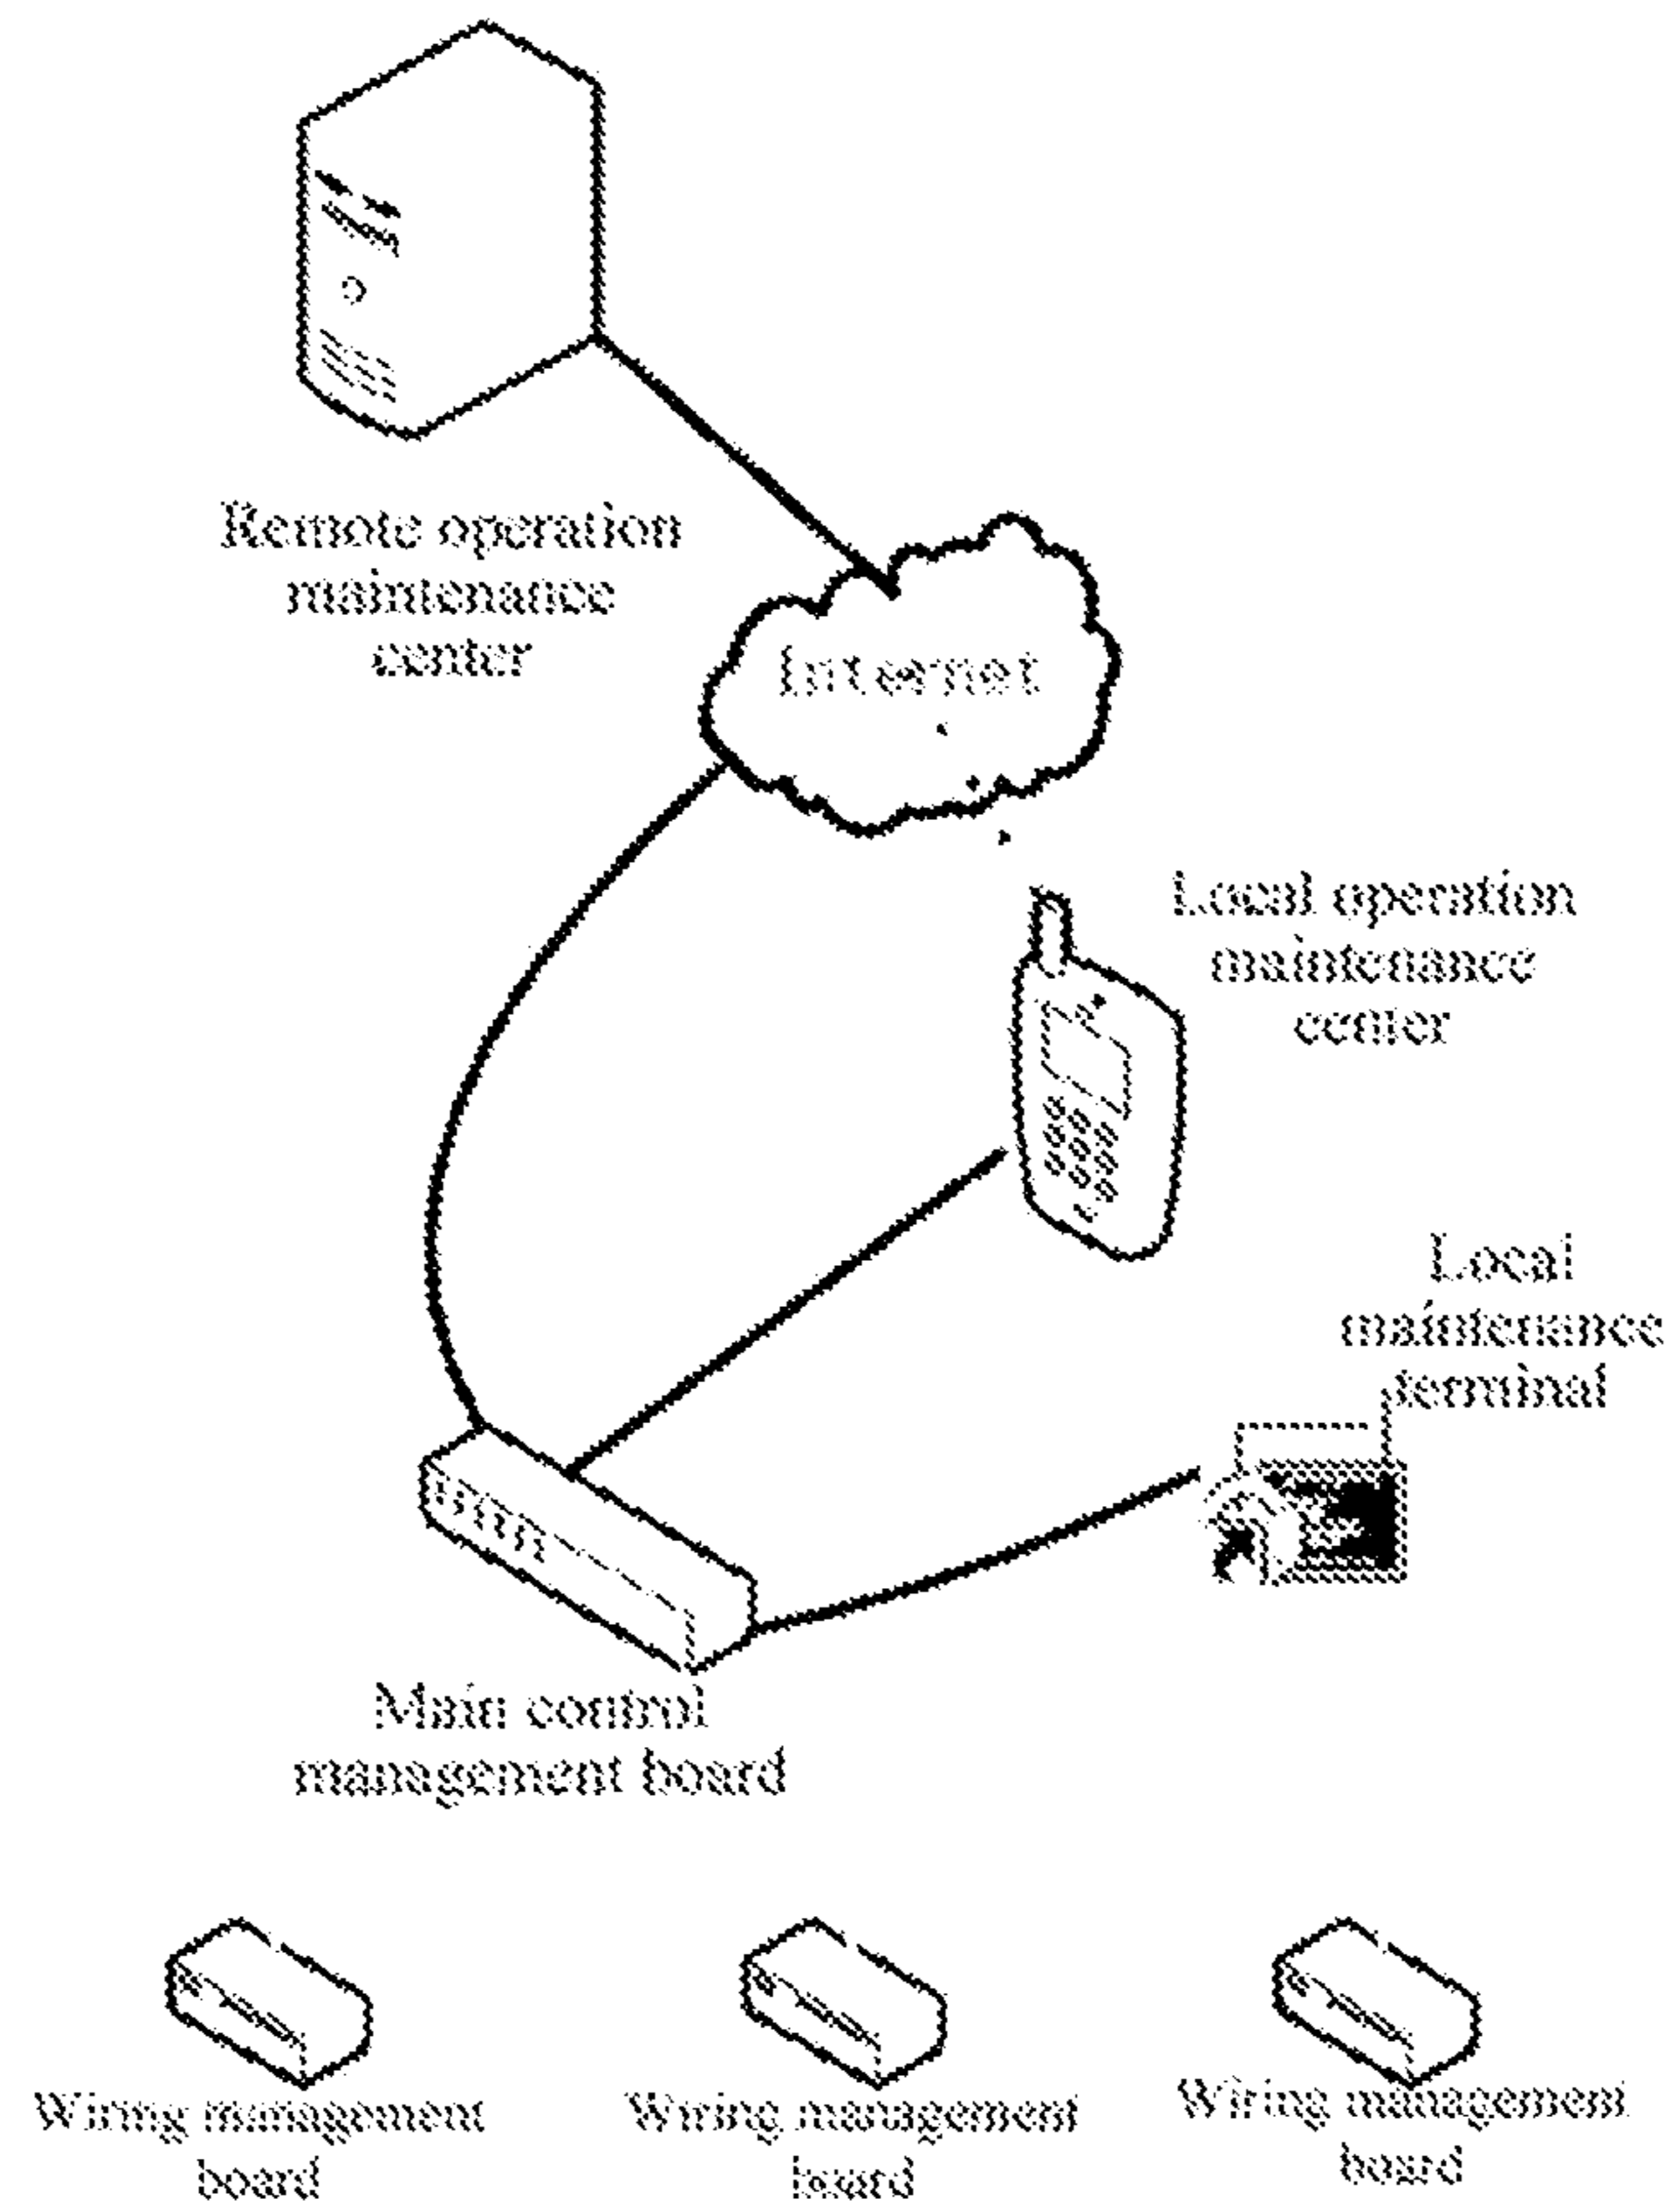 Remote operation
maintenance
center
Internet
Local operation
maintenance
center
Local
maintenance
terminal
Main control
management board
Wiring management
board
Wiring management
board
Wiring management
board